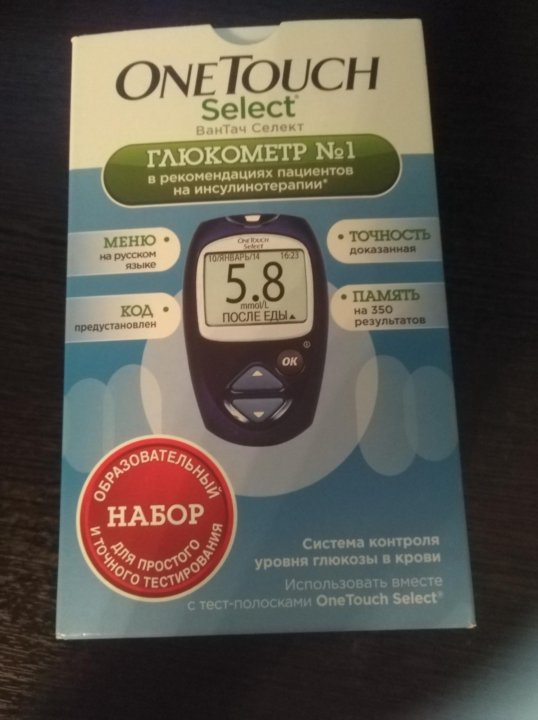 ONETOUCH
Select®
ВанТач Селект
ГЛЮКОМЕТР №1
в рекомендациях пациентов
на инсулинотерапии*
МЕНЮ
на русском
языке
КОД
предустановлен
ТОЧНОСТЬ
доказанная
ПАМЯТЬ
на 350
результатов
ONETOUCH
Select
10/ЯНВАРЬ/14 16:23
5.8
mmol/L
ПОСЛЕ ЕДЫ▲
OK
ОБРАЗОВАТЕЛЬНЫЙ
НАБОР
ДЛЯ ПРОСТОГО
И ТОЧНОГО ТЕСТИРОВАНИЯ
Система контроля
уровня глюкозы в крови
Использовать вместе
с тест-полосками OneTouch Select®